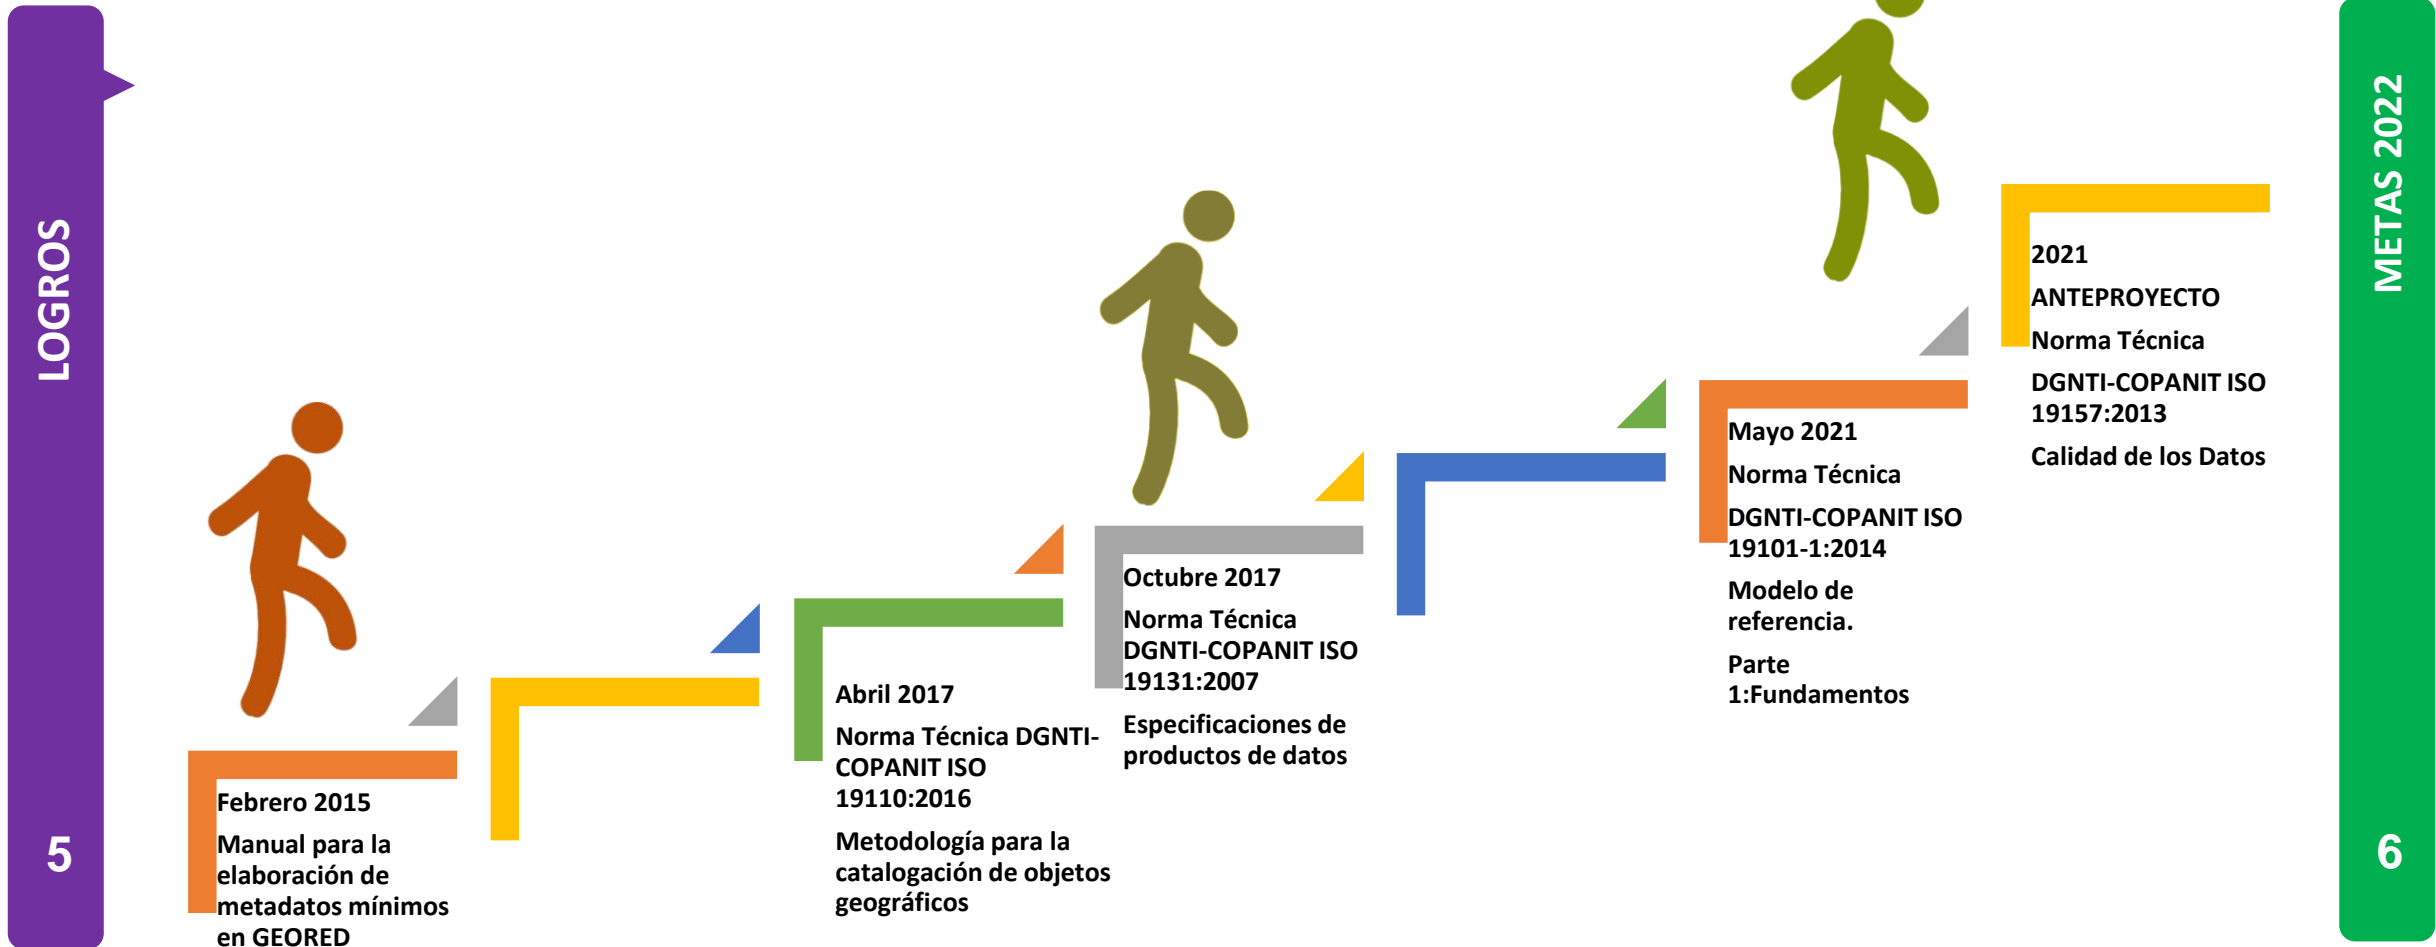 LOGROS
5
Febrero 2015
Manual para la
elaboración de
metadatos mínimos
en GEORED
Abril 2017
Norma Técnica DGNTI-
COPANIT ISO
19110:2016
Metodología para la
catalogación de objetos
geográficos
Octubre 2017
Norma Técnica
DGNTI-COPANIT ISO
19131:2007
Especificaciones de
productos de datos
Mayo 2021
Norma Técnica
DGNTI-COPANIT ISO
19101-1:2014
Modelo de
referencia.
Parte
1:Fundamentos
2021
ANTEPROYECTO
Norma Técnica
DGNTI-COPANIT ISO
19157:2013
Calidad de los Datos
METAS 2022
6